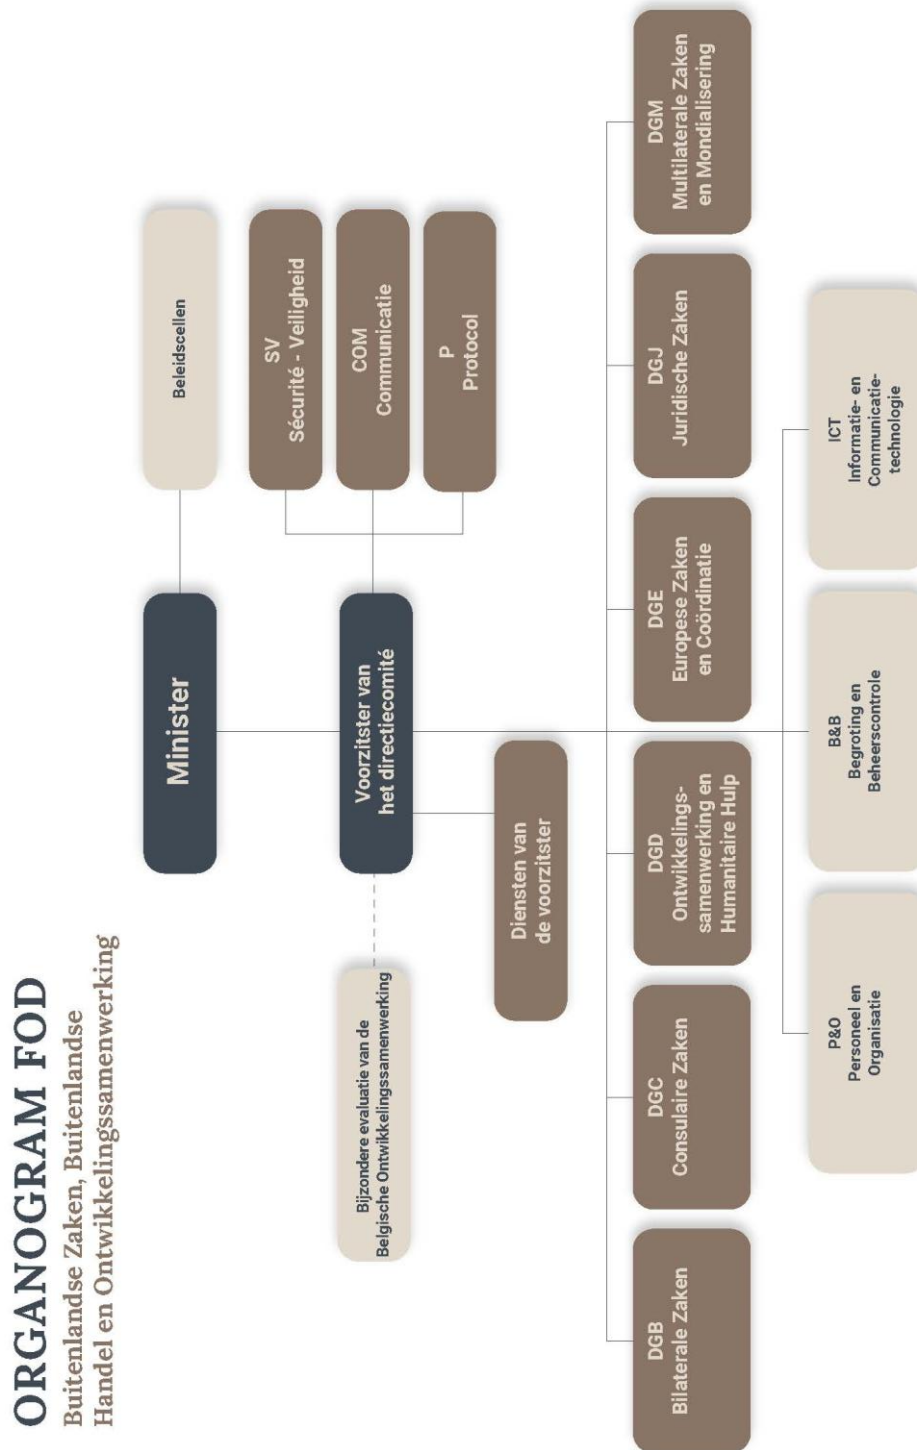 ORGANOGRAM FOD
Buitenlandse Zaken, Buitenlandse
Handel en Ontwikkelingssamenwerking
Minister
Beleidscellen
Bijzondere evaluatie van de
Belgische Ontwikkelingssamenwerking
Voorzitster van
het directiecomité
SV
Sécurité - Veiligheid
COM
Communicatie
P
Protocol
Diensten van
de voorzitster
DGB
Bilaterale Zaken
DGC
Consulaire Zaken
DGD
Ontwikkelings-
samenwerking en
Humanitaire Hulp
DGE
Europese Zaken
en Coördinatie
DGJ
Juridische Zaken
DGM
Multilaterale Zaken
en Mondialisering
P&O
Personeel en
Organisatie
B&B
Begroting en
Beheerscontrole
ICT
Informatie- en
Communicatie-
technologie